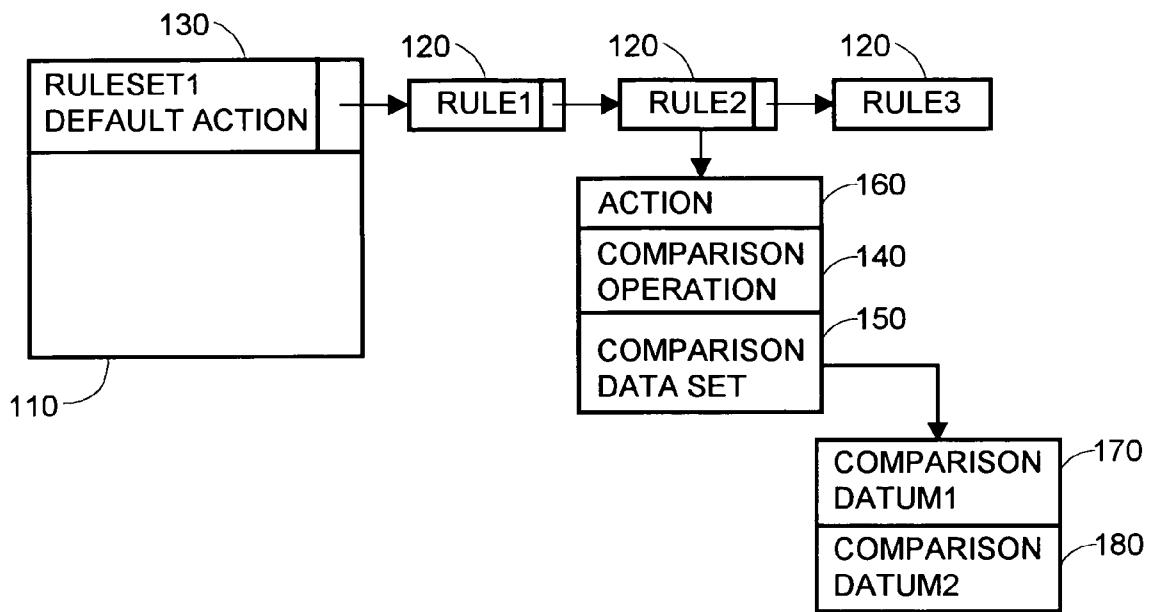 130
120
120
120
RULESET1
DEFAULT ACTION
RULE1
RULE2
RULE3
ACTION
160
COMPARISON
OPERATION
140
COMPARISON
DATA SET
150
110
COMPARISON
DATUM1
170
COMPARISON
DATUM2
180